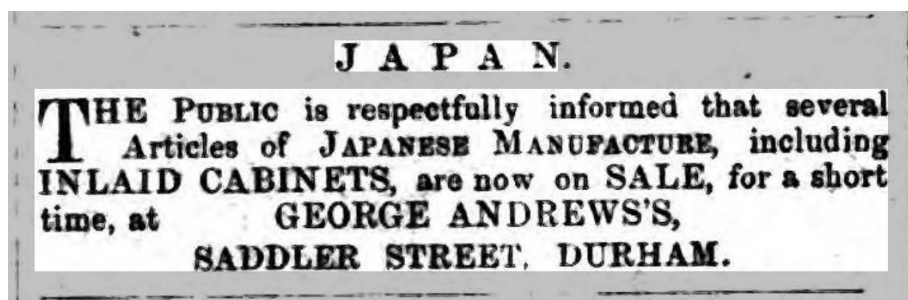 JAPAN.
THE PUBLIC is respectfully informed that several
Articles of JAPANESE MANUFACTURE, including
INLAID CABINETS, are now on SALE, for a short
time, at GEORGE ANDREWS'S,
SADDLER STREET, DURHAM.